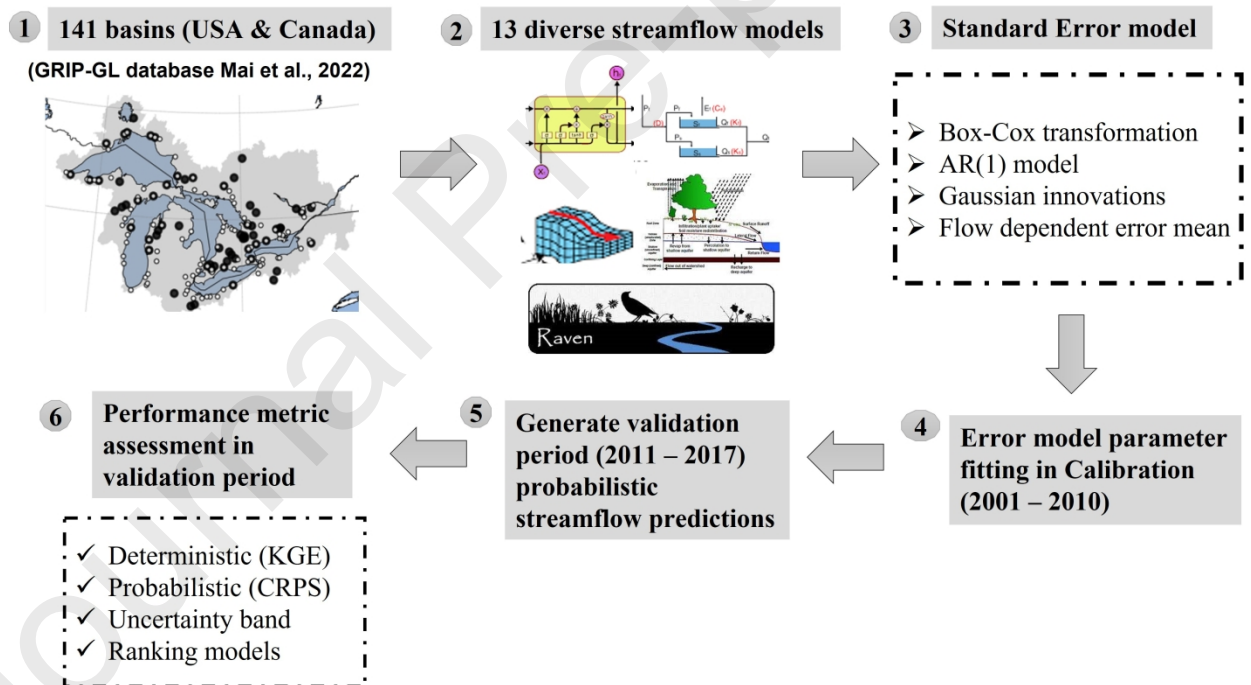 1 141 basins (USA & Canada)
(GRIP-GL database Mai et al., 2022)
2 13 diverse streamflow models
Raven
3 Standard Error model
➢ Box-Cox transformation
➢ AR(1) model
➢ Gaussian innovations
➢ Flow dependent error mean
4 Error model parameter
fitting in Calibration
(2001 – 2010)
5 Generate validation
period (2011 – 2017)
probabilistic
streamflow predictions
6 Performance metric
assessment in
validation period
✓ Deterministic (KGE)
✓ Probabilistic (CRPS)
✓ Uncertainty band
✓ Ranking models